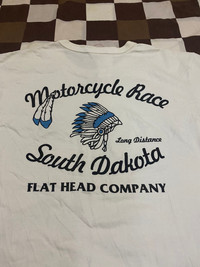 Motorcycle Race
Long Distance
South Dakota
FLAT HEAD COMPANY